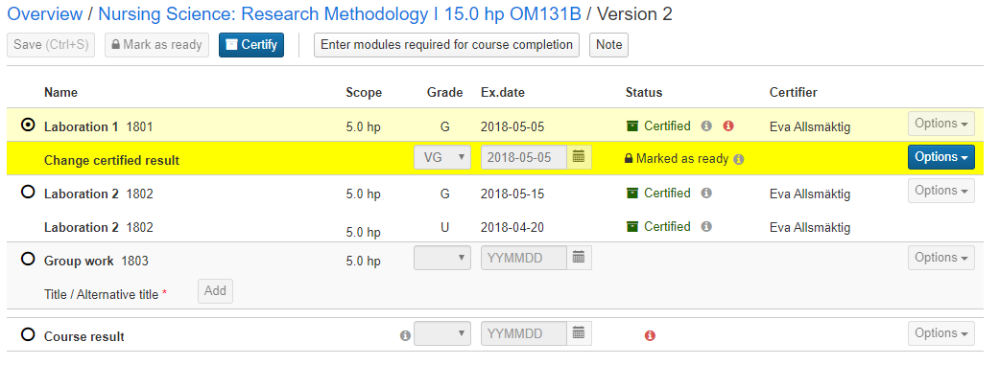 Overview / Nursing Science: Research Methodology I 15.0 hp OM131B / Version 2
Save (Ctrl+S) Mark as ready Certify Enter modules required for course completion Note
Name Scope Grade Ex.date Status Certifier
Laboration 1 1801 5.0 hp G 2018-05-05 Certified Eva Allsmäktig Options
Change certified result VG 2018-05-05 Marked as ready Options
Laboration 2 1802 5.0 hp G 2018-05-15 Certified Eva Allsmäktig Options
Laboration 2 1802 5.0 hp U 2018-04-20 Certified Eva Allsmäktig
Group work 1803 5.0 hp YYMMDD Options
Title / Alternative title * Add
Course result YYMMDD Options